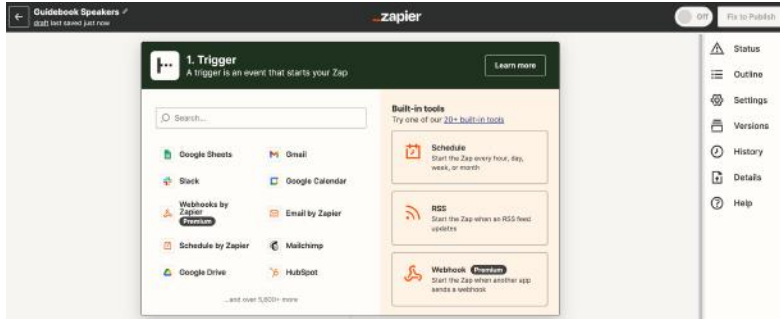 Guidebook Speakers
draft last saved just now
zapier
Off
Fix to Publish
1. Trigger
A trigger is an event that starts your Zap
Learn more
Search...
Google Sheets
Gmail
Slack
Google Calendar
Webhooks by
Zapier
Premium
Email by Zapier
Schedule by Zapier
Mailchimp
Google Drive
HubSpot
...and over 5,800+ more
Built-in tools
Try one of our 20+ built-in tools
Schedule
Start the Zap every hour, day,
week, or month
RSS
Start the Zap when an RSS feed
updates
Webhook Premium
Start the Zap when another app
sends a webhook
Status
Outline
Settings
Versions
History
Details
Help